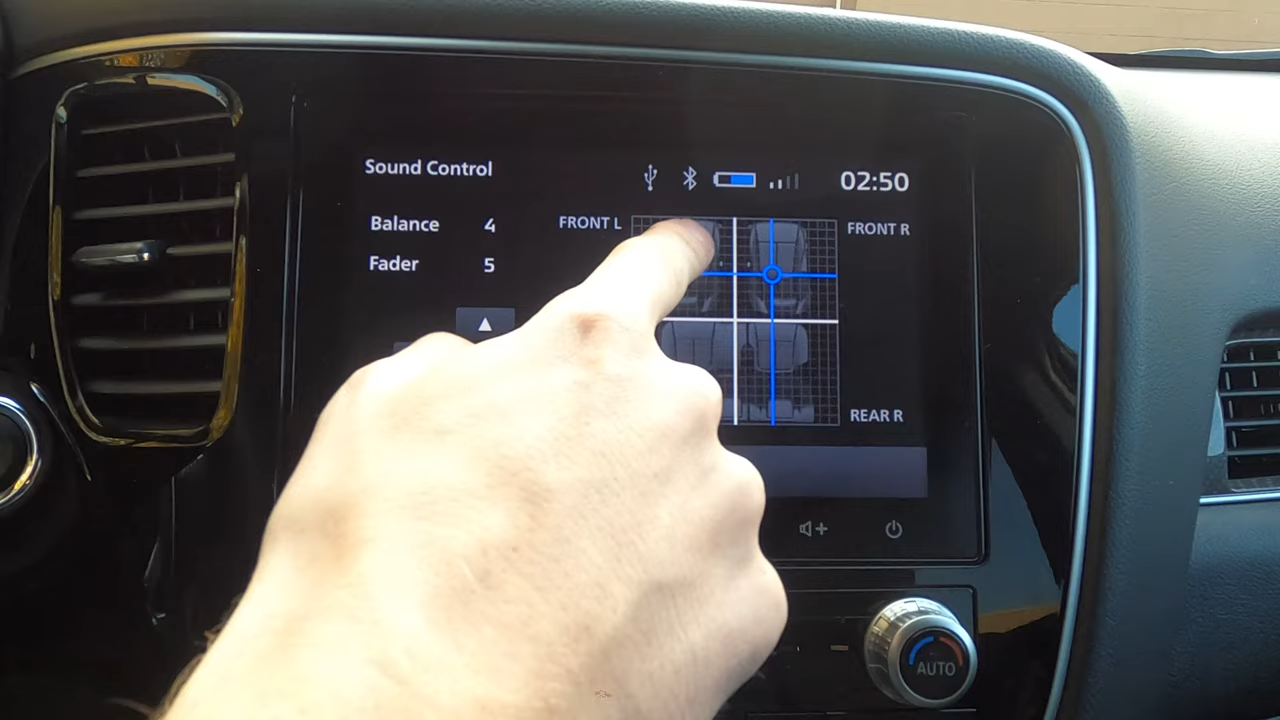 Sound Control
02:50
Balance 4
FRONT L
FRONT R
Fader 5
REAR R
AUTO